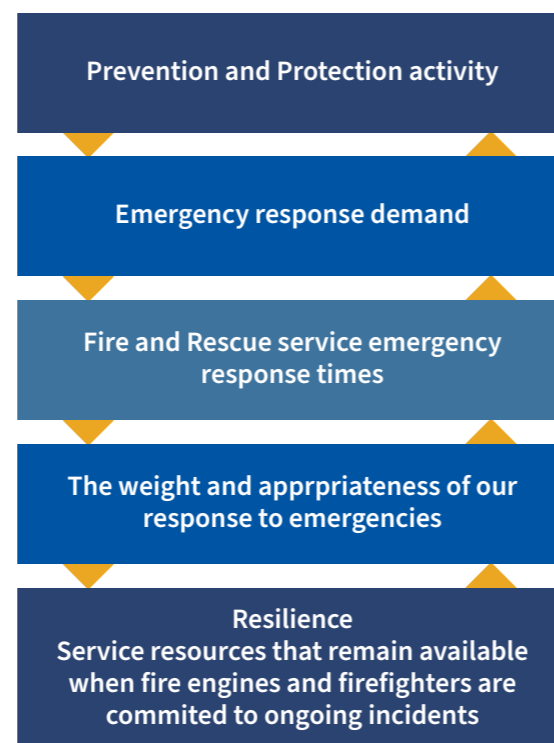 Prevention and Protection activity
Emergency response demand
Fire and Rescue service emergency
response times
The weight and apprpriateness of our
response to emergencies
Resilience
Service resources that remain available
when fire engines and firefighters are
commited to ongoing incidents